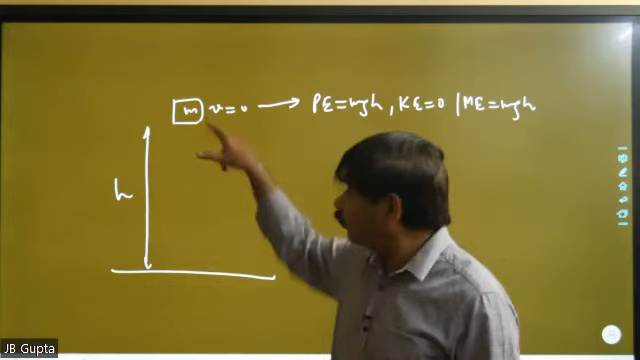 m v=0 → PE=mgh, KE=0 | ME=mgh
h
JB Gupta